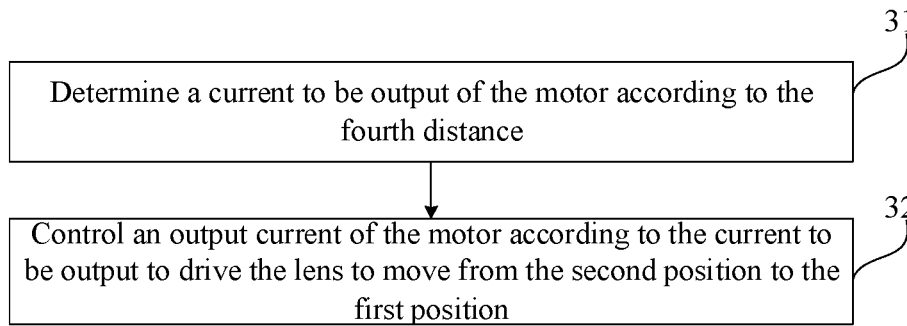 31
Determine a current to be output of the motor according to the
fourth distance
32
Control an output current of the motor according to the current to
be output to drive the lens to move from the second position to the
first position